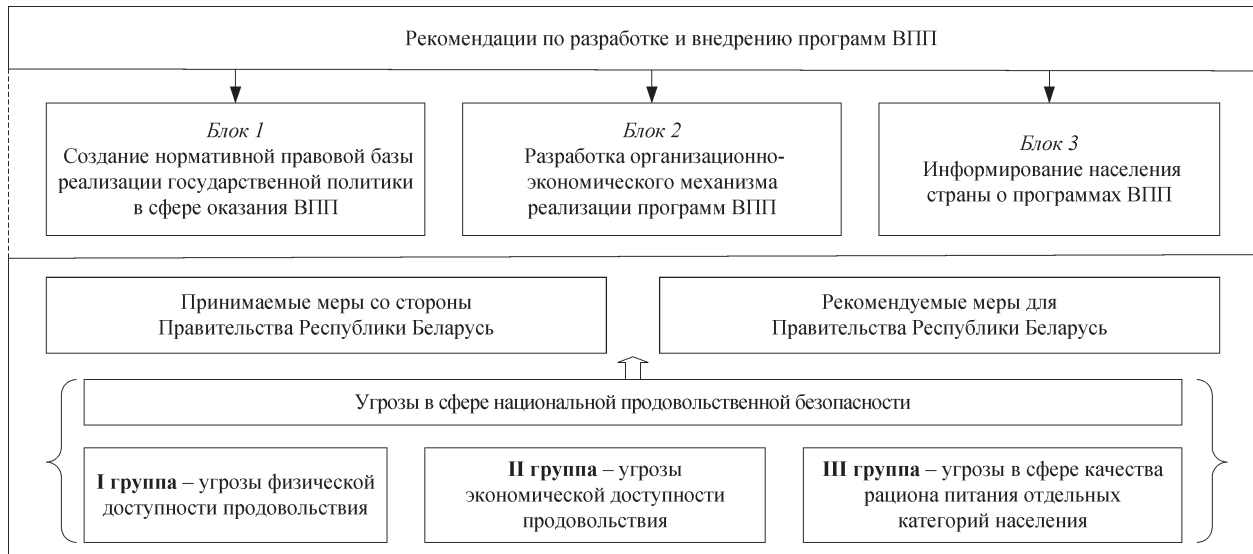 Рекомендации по разработке и внедрению программ ВПП
Блок 1
Создание нормативной правовой базы
реализации государственной политики
в сфере оказания ВПП
Блок 2
Разработка организационно-
экономического механизма
реализации программ ВПП
Блок 3
Информирование населения
страны о программах ВПП
Принимаемые меры со стороны
Правительства Республики Беларусь
Рекомендуемые меры для
Правительства Республики Беларусь
Угрозы в сфере национальной продовольственной безопасности
I группа – угрозы физической
доступности продовольствия
II группа – угрозы
экономической доступности
продовольствия
III группа – угрозы в сфере качества
рациона питания отдельных
категорий населения